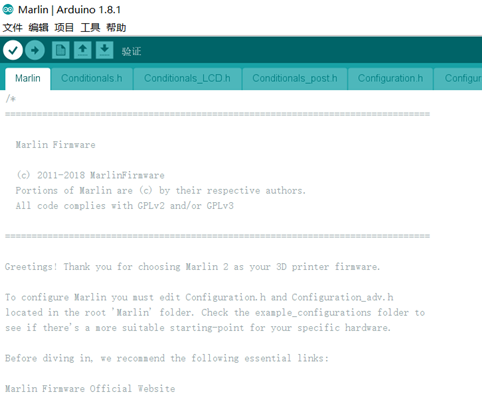 Marlin | Arduino 1.8.1
文件 编辑 项目 工具 帮助
验证
Marlin Conditionals.h Conditionals_LCD.h Conditionals_post.h Configuration.h Configur
/*
================================================================================
Marlin Firmware
(c) 2011-2018 MarlinFirmware
Portions of Marlin are (c) by their respective authors.
All code complies with GPLv2 and/or GPLv3
================================================================================
Greetings! Thank you for choosing Marlin 2 as your 3D printer firmware.
To configure Marlin you must edit Configuration.h and Configuration_adv.h
located in the root 'Marlin' folder. Check the example_configurations folder to
see if there's a more suitable starting-point for your specific hardware.
Before diving in, we recommend the following essential links:
Marlin Firmware Official Website